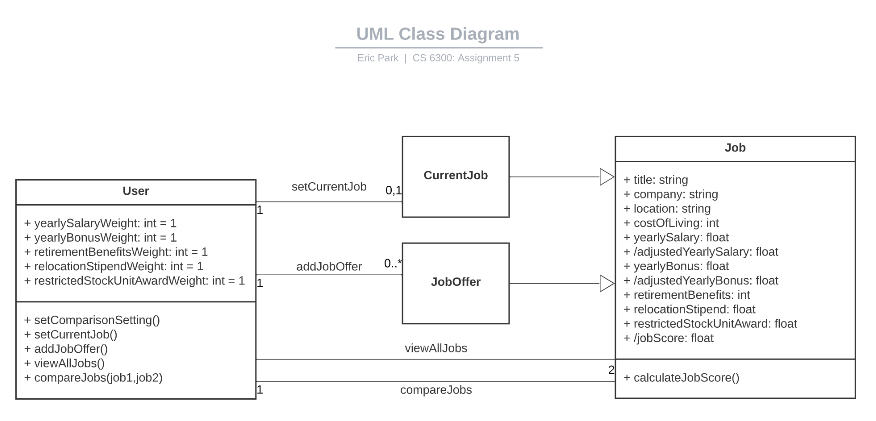 UML Class Diagram
Eric Park | CS 6300: Assignment 5
User
+ yearlySalaryWeight: int = 1
+ yearlyBonusWeight: int = 1
+ retirementBenefitsWeight: int = 1
+ relocationStipendWeight: int = 1
+ restrictedStockUnitAwardWeight: int = 1
+ setComparisonSetting()
+ setCurrentJob()
+ addJobOffer()
+ viewAllJobs()
+ compareJobs(job1,job2)
setCurrentJob
1
0,1
addJobOffer
1
0..*
viewAllJobs
compareJobs
1
2
CurrentJob
JobOffer
Job
+ title: string
+ company: string
+ location: string
+ costOfLiving: int
+ yearlySalary: float
+ /adjustedYearlySalary: float
+ yearlyBonus: float
+ /adjustedYearlyBonus: float
+ retirementBenefits: int
+ relocationStipend: float
+ restrictedStockUnitAward: float
+ /jobScore: float
+ calculateJobScore()